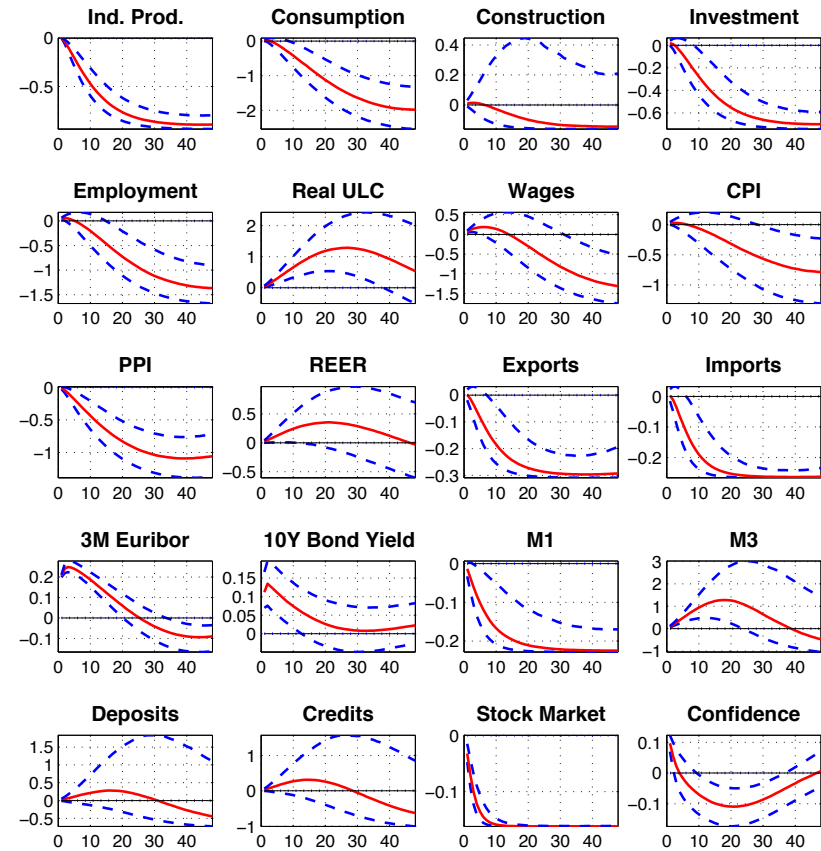 Ind. Prod. Consumption Construction Investment
0 0 0.4 0
−0.5 −1 0.2 −0.2
−2 0 −0.4
−0.6
0 10 20 30 40 0 10 20 30 40 0 10 20 30 40 0 10 20 30 40
Employment Real ULC Wages CPI
0 2 0.5 0
−0.5 1 0 −0.5
−1 0 −0.5 −1
−1.5 −1
−1.5
0 10 20 30 40 0 10 20 30 40 0 10 20 30 40 0 10 20 30 40
PPI REER Exports Imports
0 0.5 0 0
−0.5 0 −0.1 −0.1
−1 −0.5 −0.2 −0.2
−0.3
0 10 20 30 40 0 10 20 30 40 0 10 20 30 40 0 10 20 30 40
3M Euribor 10Y Bond Yield M1 M3
0.2 0.15 0 3
0.1 0.1 −0.1 2
0 0.05 −0.2 1
−0.1 0 0
−1
0 10 20 30 40 0 10 20 30 40 0 10 20 30 40 0 10 20 30 40
Deposits Credits Stock Market Confidence
1.5 1 0 0.1
1 0 −0.1 0
0.5 −1 −0.1
0
−0.5
0 10 20 30 40 0 10 20 30 40 0 10 20 30 40 0 10 20 30 40